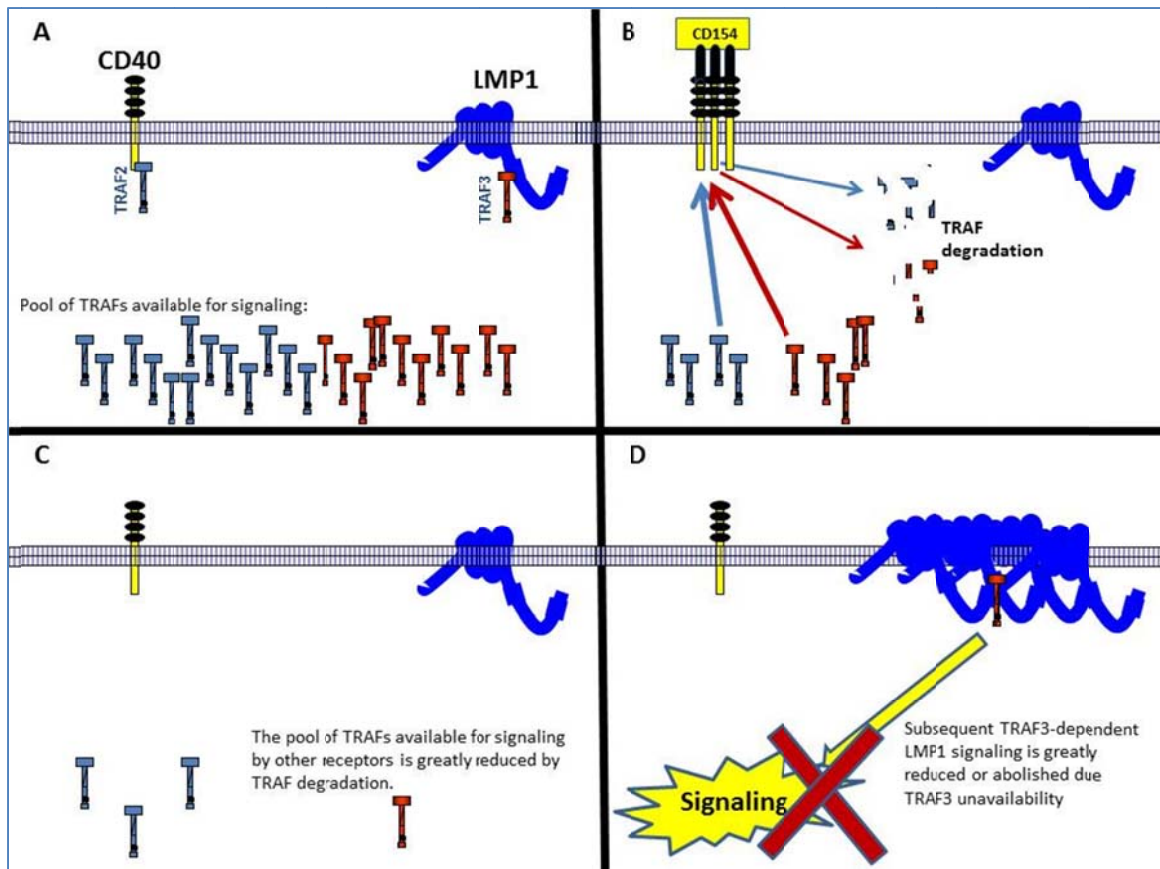 A
CD40
LMP1
TRAF2
TRAF3
Pool of TRAFs available for signaling:
B
CD154
TRAF
degradation
C
The pool of TRAFs available for signaling
by other receptors is greatly reduced by
TRAF degradation.
D
Subsequent TRAF3-dependent
LMP1 signaling is greatly
reduced or abolished due
TRAF3 unavailability
Signaling